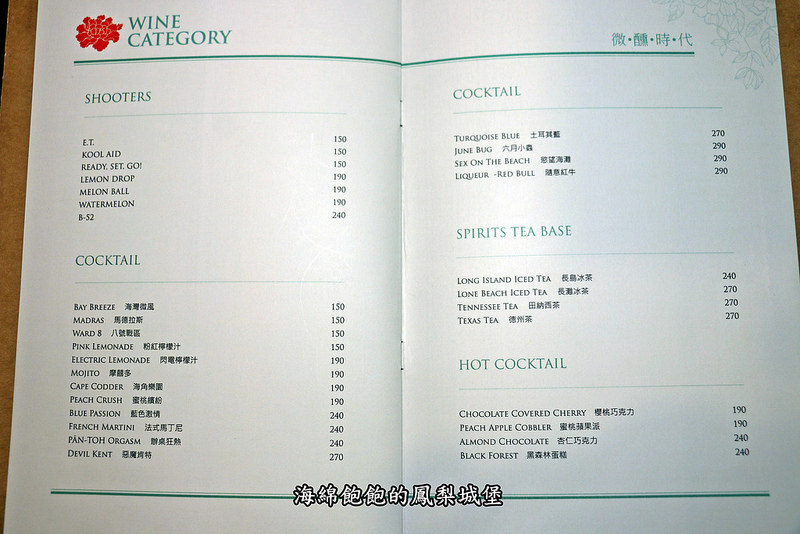 WINE
CATEGORY
SHOOTERS
E.T. 150
KOOL AID 150
READY, SET, GO! 150
LEMON DROP 190
MELON BALL 190
WATERMELON 190
B-52 240
COCKTAIL
BAY BREEZE 海灣微風 150
MADRAS 馬德拉斯 150
WARD 8 八號戰區 150
PINK LEMONADE 粉紅檸檬汁 150
ELECTRIC LEMONADE 閃電檸檬汁 190
MOJITO 摩囍多 190
CAPE CODDER 海角樂園 190
PEACH CRUSH 蜜桃繽紛 190
BLUE PASSION 藍色激情 240
FRENCH MARTINI 法式馬丁尼 240
PÂN-TOH ORGASM 辦桌狂熱 240
DEVIL KENT 惡魔肯特 270
微·醺·時·代
COCKTAIL
TURQUOISE BLUE 土耳其藍 270
JUNE BUG 六月小蟲 290
SEX ON THE BEACH 慾望海灘 290
LIQUEUR -RED BULL 隨意紅牛 290
SPIRITS TEA BASE
LONG ISLAND ICED TEA 長島冰茶 240
LONE BEACH ICED TEA 長灘冰茶 270
TENNESSEE TEA 田納西茶 270
TEXAS TEA 德州茶 270
HOT COCKTAIL
CHOCOLATE COVERED CHERRY 櫻桃巧克力 190
PEACH APPLE COBBLER 蜜桃蘋果派 190
ALMOND CHOCOLATE 杏仁巧克力 240
BLACK FOREST 黑森林蛋糕 240
海綿飽飽的鳳梨城堡